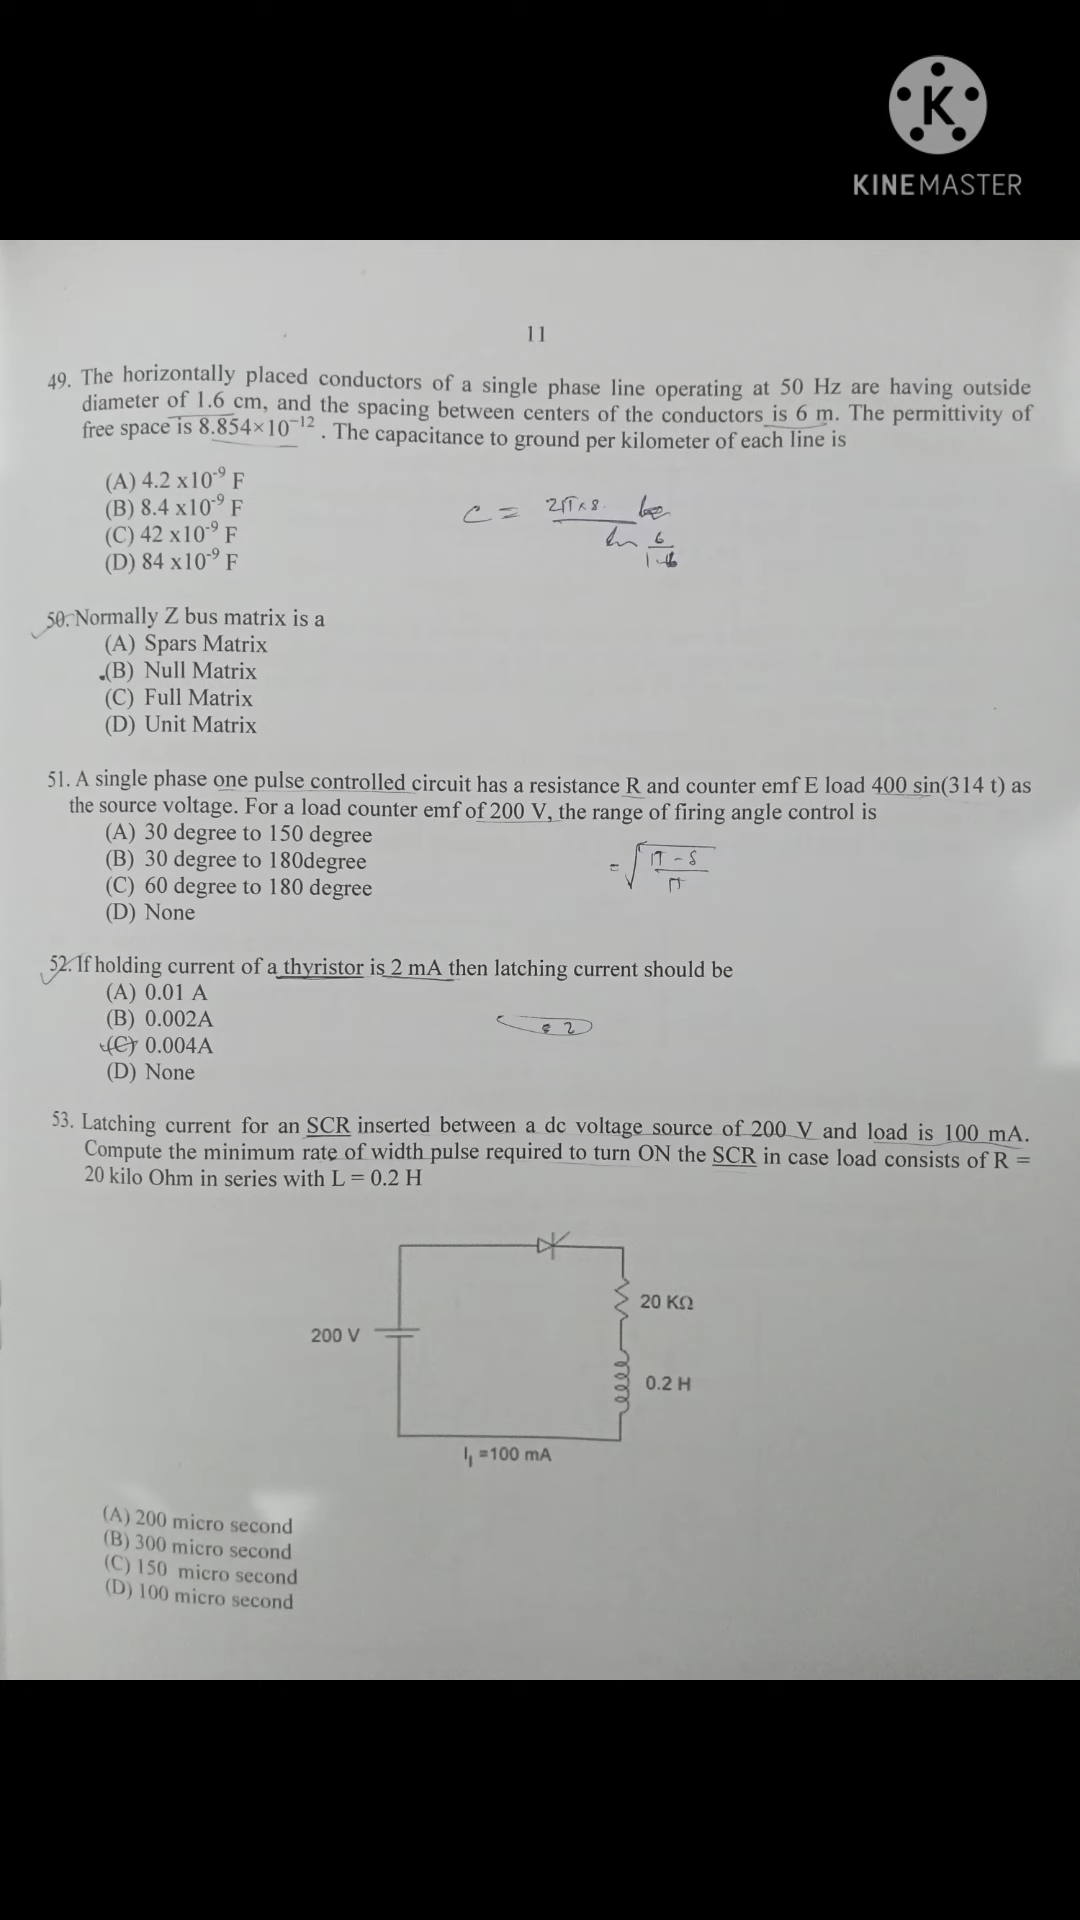 K
KINEMASTER
11
49. The horizontally placed conductors of a single phase line operating at 50 Hz are having outside
diameter of 1.6 cm, and the spacing between centers of the conductors is 6 m. The permittivity of
free space is 8.854×10⁻¹² . The capacitance to ground per kilometer of each line is
(A) 4.2 x10⁻⁹ F
(B) 8.4 x10⁻⁹ F
(C) 42 x10⁻⁹ F
(D) 84 x10⁻⁹ F
C = 2π×8.
ln 6
50. Normally Z bus matrix is a
(A) Spars Matrix
(B) Null Matrix
(C) Full Matrix
(D) Unit Matrix
51. A single phase one pulse controlled circuit has a resistance R and counter emf E load 400 sin(314 t) as
the source voltage. For a load counter emf of 200 V, the range of firing angle control is
(A) 30 degree to 150 degree
(B) 30 degree to 180degree
(C) 60 degree to 180 degree
(D) None
= √ π - δ
π
52. If holding current of a thyristor is 2 mA then latching current should be
(A) 0.01 A
(B) 0.002A
(C) 0.004A
(D) None
2
53. Latching current for an SCR inserted between a dc voltage source of 200 V and load is 100 mA.
Compute the minimum rate of width pulse required to turn ON the SCR in case load consists of R =
20 kilo Ohm in series with L = 0.2 H
20 KΩ
200 V
0.2 H
I₁ =100 mA
(A) 200 micro second
(B) 300 micro second
(C) 150 micro second
(D) 100 micro second